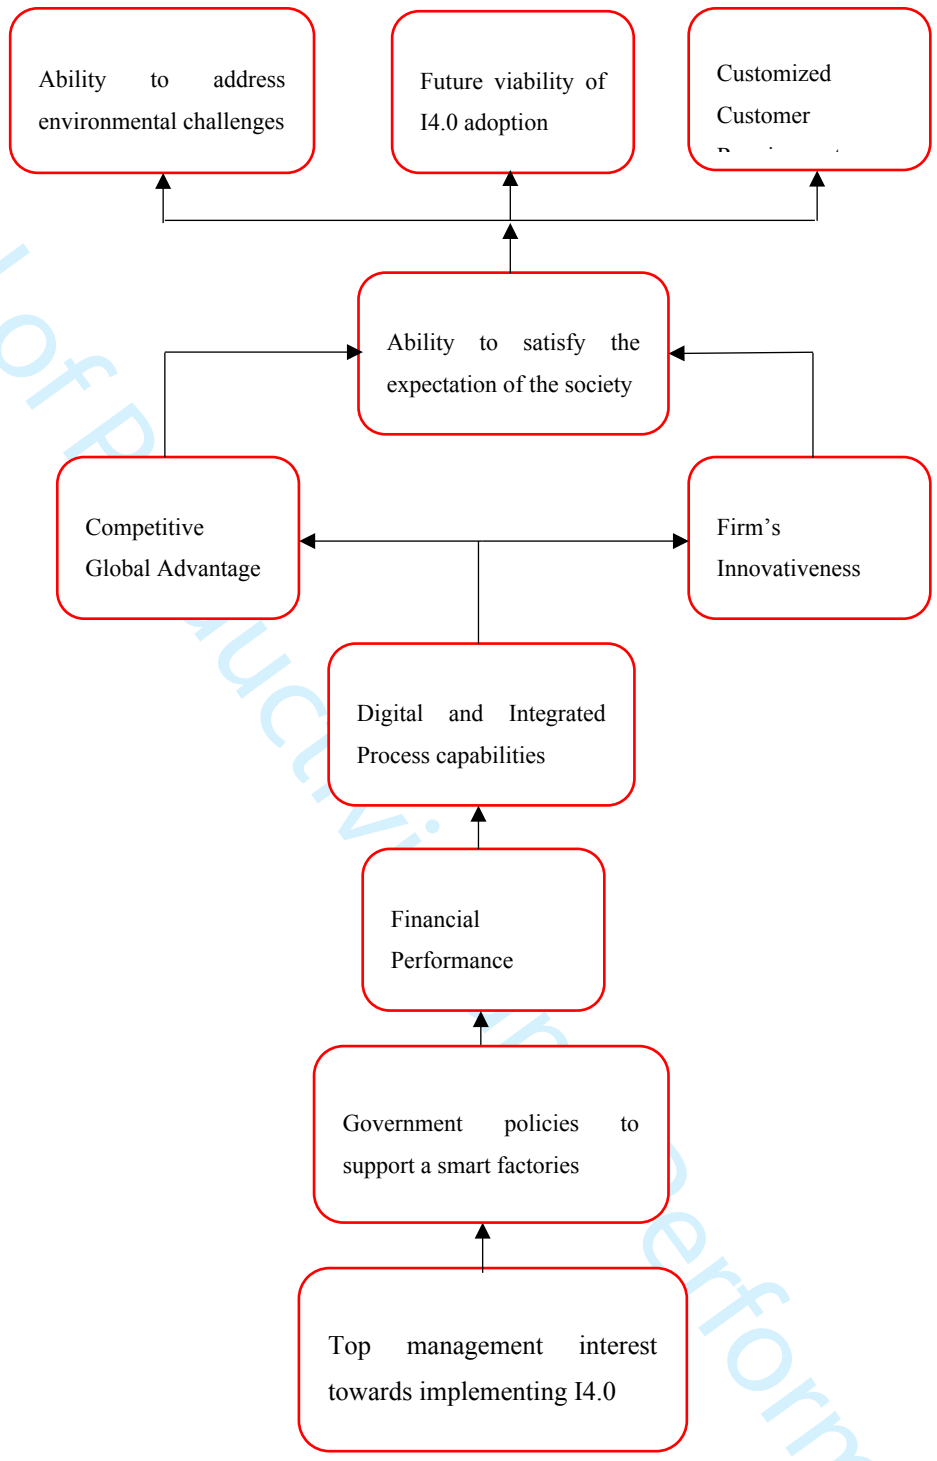 Ability to address
environmental challenges
Future viability of
I4.0 adoption
Customized
Customer
Ability to satisfy the
expectation of the society
Competitive
Global Advantage
Firm’s
Innovativeness
Digital and Integrated
Process capabilities
Financial
Performance
Government policies to
support a smart factories
Top management interest
towards implementing I4.0